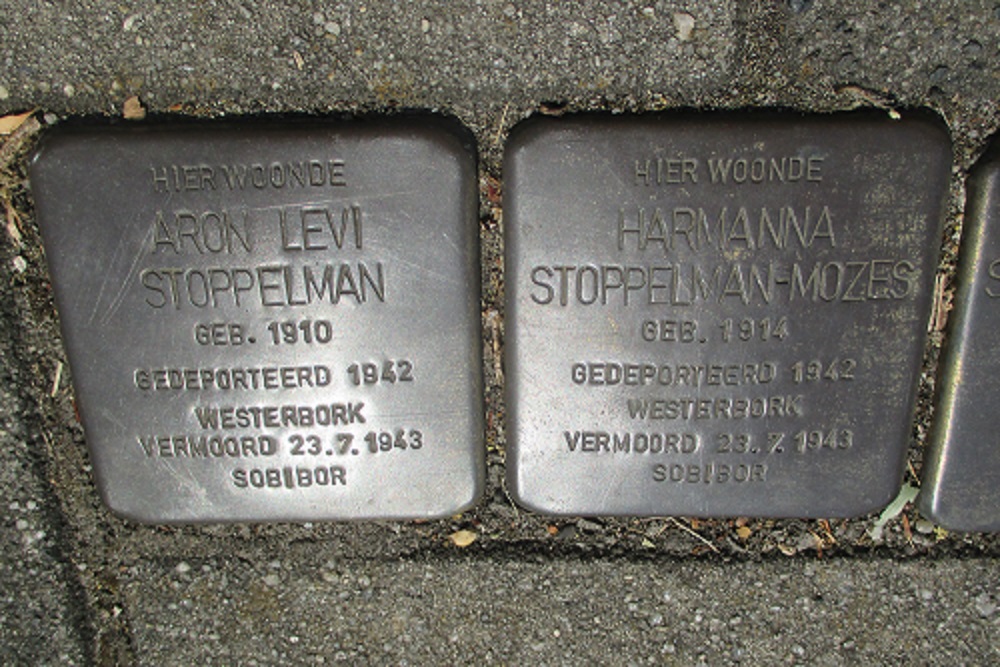 HIER WOONDE
ARON LEVI
STOPPELMAN
GEB. 1910
GEDEPORTEERD 1942
WESTERBORK
VERMOORD 23.7.1943
SOBIBOR
HIER WOONDE
HARMANNA
STOPPELMAN-MOZES
GEB. 1914
GEDEPORTEERD 1942
WESTERBORK
VERMOORD 23.7.1943
SOBIBOR